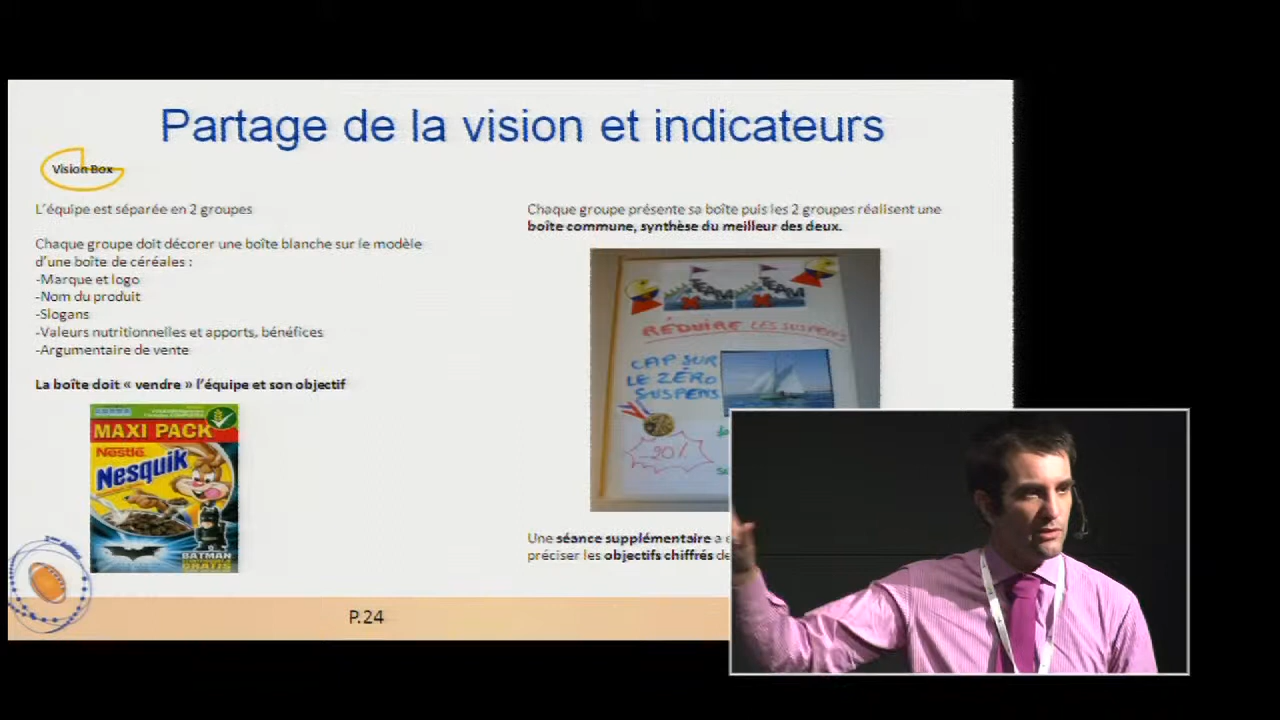 Partage de la vision et indicateurs
Vision Box
L'équipe est séparée en 2 groupes
Chaque groupe doit décorer une boîte blanche sur le modèle
d'une boîte de céréales :
-Marque et logo
-Nom du produit
-Slogans
-Valeurs nutritionnelles et apports, bénéfices
-Argumentaire de vente
La boîte doit « vendre » l'équipe et son objectif
MAXI PACK
Nestlé
Nesquik
BATMAN
GRATIS
Chaque groupe présente sa boîte puis les 2 groupes réalisent une
boîte commune, synthèse du meilleur des deux.
TEAM TEAM
RÉDUIRE LES SUSPENS
CAP SUR
LE ZÉRO
SUSPENS
-20%
Une séance supplémentaire a
préciser les objectifs chiffrés de
P.24